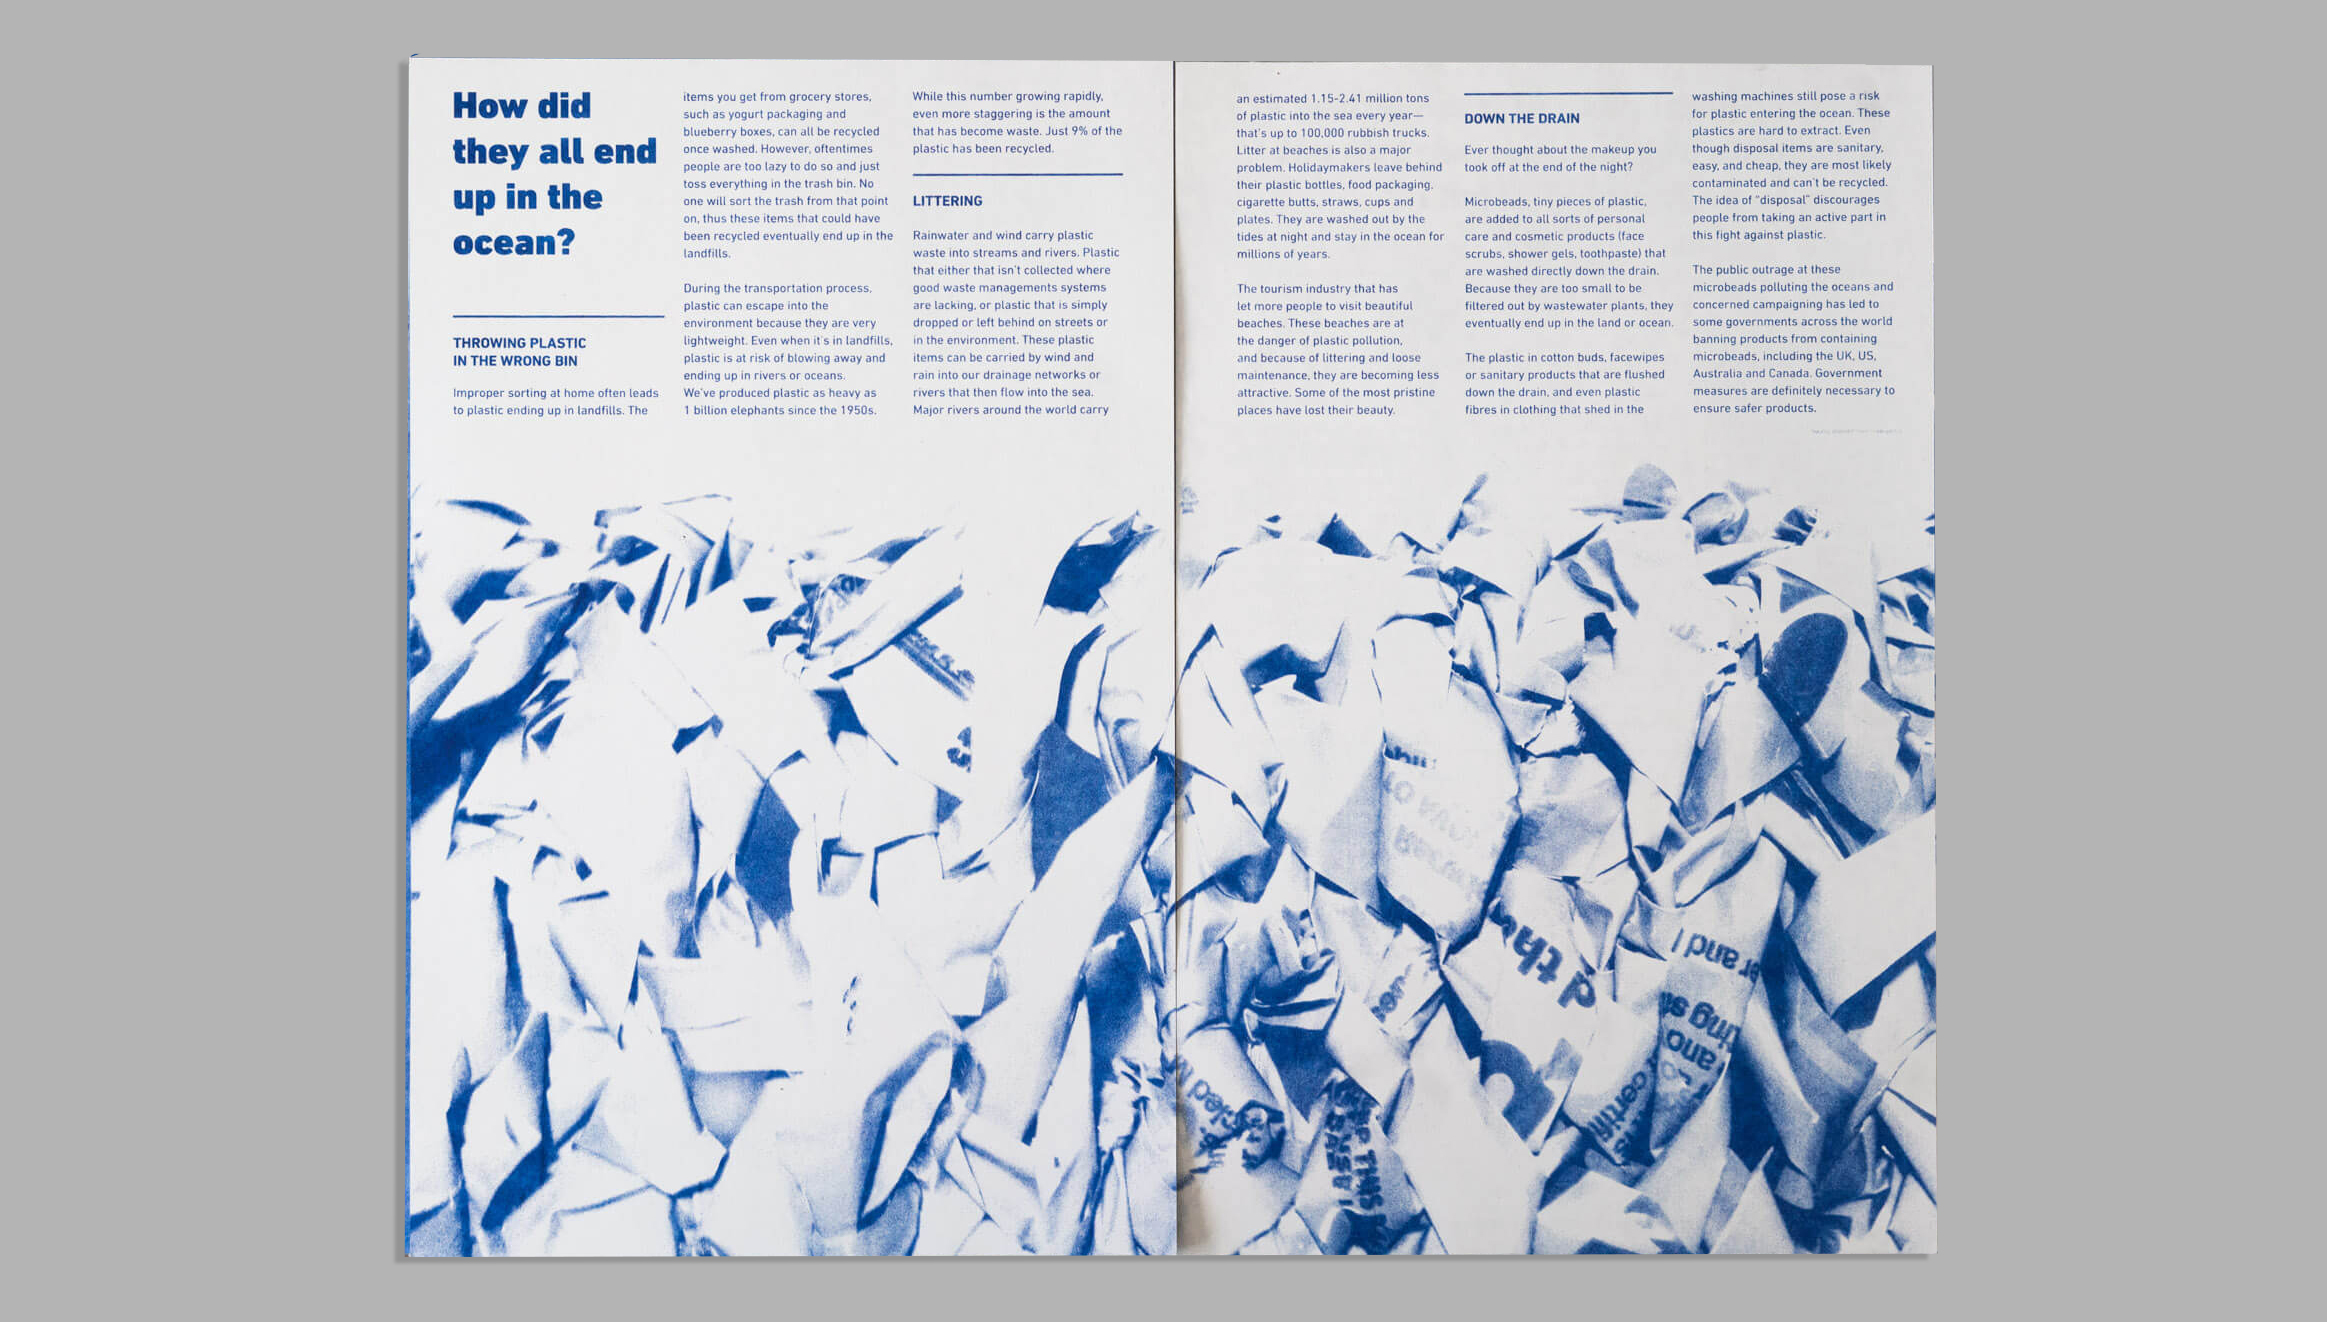 How did
they all end
up in the
ocean?
THROWING PLASTIC
IN THE WRONG BIN
Improper sorting at home often leads
to plastic ending up in landfills. The
items you get from grocery stores,
such as yogurt packaging and
blueberry boxes, can all be recycled
once washed. However, oftentimes
people are too lazy to do so and just
toss everything in the trash bin. No
one will sort the trash from that point
on, thus these items that could have
been recycled eventually end up in the
landfills.
During the transportation process,
plastic can escape into the
environment because they are very
lightweight. Even when it's in landfills,
plastic is at risk of blowing away and
ending up in rivers or oceans.
We've produced plastic as heavy as
1 billion elephants since the 1950s.
While this number growing rapidly,
even more staggering is the amount
that has become waste. Just 9% of the
plastic has been recycled.
LITTERING
Rainwater and wind carry plastic
waste into streams and rivers. Plastic
that either that isn't collected where
good waste managements systems
are lacking, or plastic that is simply
dropped or left behind on streets or
in the environment. These plastic
items can be carried by wind and
rain into our drainage networks or
rivers that then flow into the sea.
Major rivers around the world carry
an estimated 1.15-2.41 million tons
of plastic into the sea every year—
that's up to 100,000 rubbish trucks.
Litter at beaches is also a major
problem. Holidaymakers leave behind
their plastic bottles, food packaging,
cigarette butts, straws, cups and
plates. They are washed out by the
tides at night and stay in the ocean for
millions of years.
The tourism industry that has
let more people to visit beautiful
beaches. These beaches are at
the danger of plastic pollution,
and because of littering and loose
maintenance, they are becoming less
attractive. Some of the most pristine
places have lost their beauty.
DOWN THE DRAIN
Ever thought about the makeup you
took off at the end of the night?
Microbeads, tiny pieces of plastic,
are added to all sorts of personal
care and cosmetic products (face
scrubs, shower gels, toothpaste) that
are washed directly down the drain.
Because they are too small to be
filtered out by wastewater plants, they
eventually end up in the land or ocean.
The plastic in cotton buds, facewipes
or sanitary products that are flushed
down the drain, and even plastic
fibres in clothing that shed in the
washing machines still pose a risk
for plastic entering the ocean. These
plastics are hard to extract. Even
though disposal items are sanitary,
easy, and cheap, they are most likely
contaminated and can't be recycled.
The idea of "disposal" discourages
people from taking an active part in
this fight against plastic.
The public outrage at these
microbeads polluting the oceans and
concerned campaigning has led to
some governments across the world
banning products from containing
microbeads, including the UK, US,
Australia and Canada. Government
measures are definitely necessary to
ensure safer products.